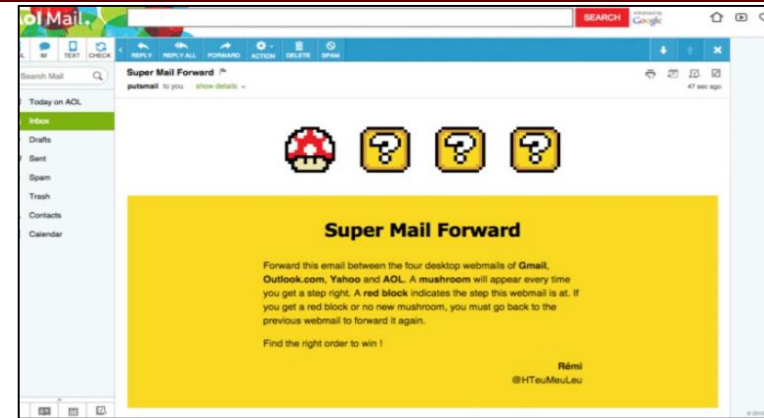 ol Mail.
SEARCH
Google
IM TEXT CHECK
REPLY REPLY ALL FORWARD ACTION DELETE SPAM
Search Mail
Super Mail Forward
putsmail to you show details
47 sec ago
Today on AOL
Inbox
Drafts
Sent
Spam
Trash
Contacts
Calendar
? ? ?
Super Mail Forward
Forward this email between the four desktop webmails of Gmail,
Outlook.com, Yahoo and AOL. A mushroom will appear every time
you get a step right. A red block indicates the step this webmail is at. If
you get a red block or no new mushroom, you must go back to the
previous webmail to forward it again.
Find the right order to win !
Rémi
@HTeuMeuLeu